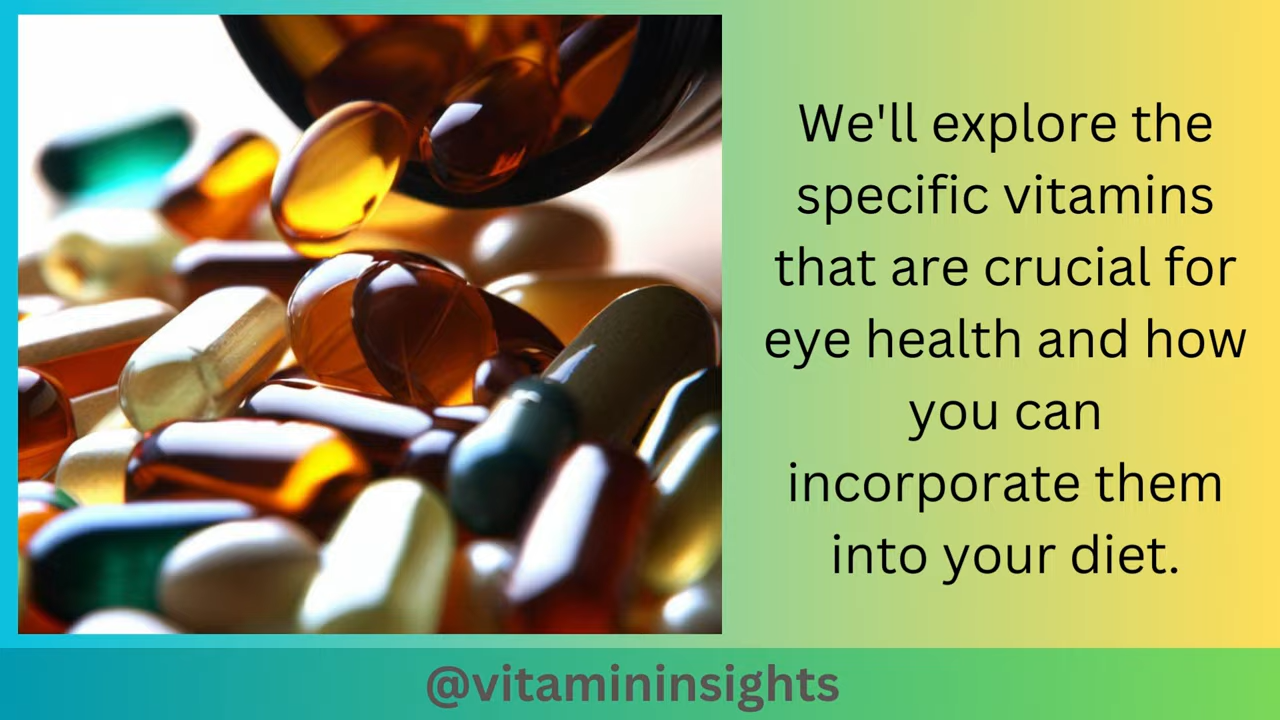 We'll explore the
specific vitamins
that are crucial for
eye health and how
you can
incorporate them
into your diet.
@vitamininsights